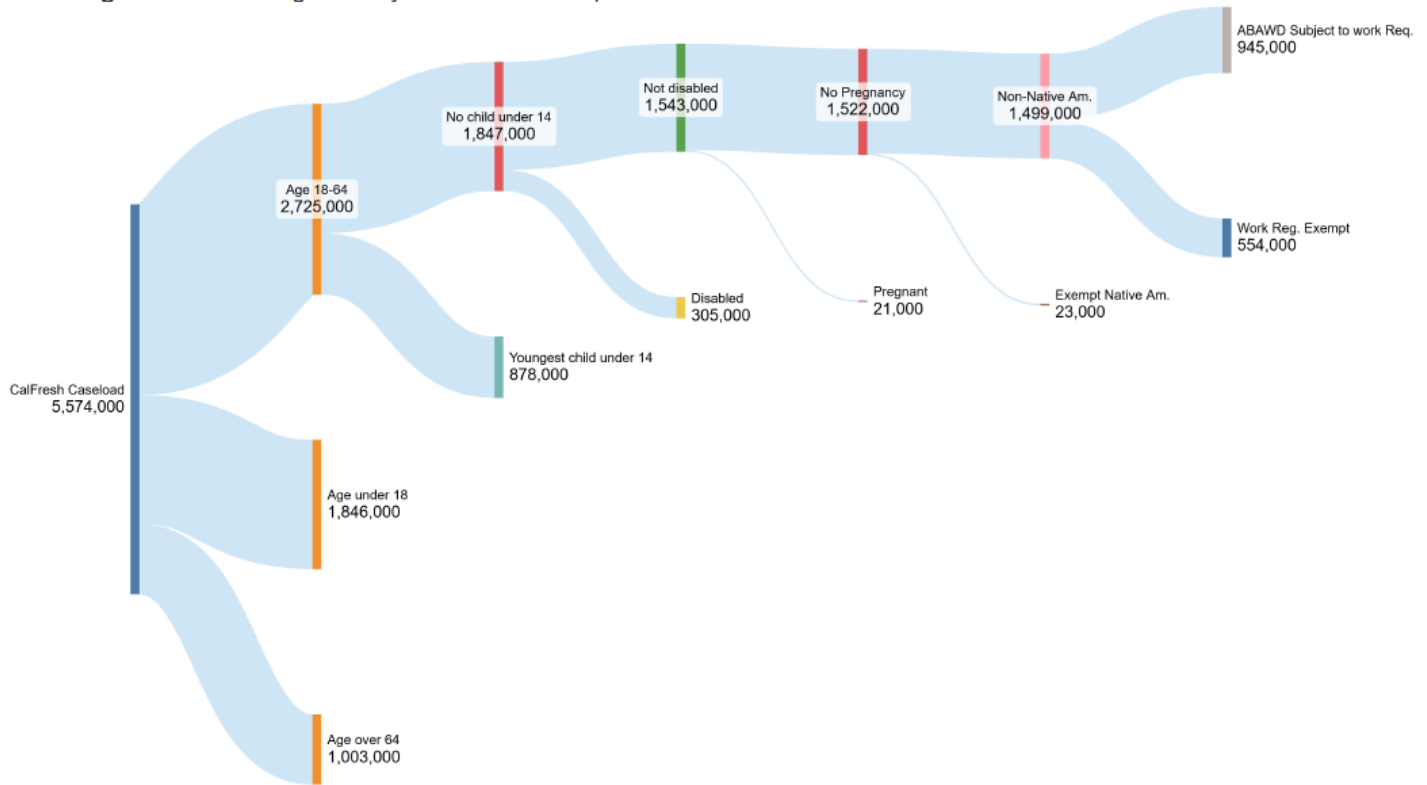 ABAWD Subject to work Req.
945,000
Not disabled
1,543,000
No Pregnancy
1,522,000
Non-Native Am.
1,499,000
No child under 14
1,847,000
Age 18-64
2,725,000
Work Reg. Exempt
554,000
Disabled
305,000
Pregnant
21,000
Exempt Native Am.
23,000
Youngest child under 14
878,000
CalFresh Caseload
5,574,000
Age under 18
1,846,000
Age over 64
1,003,000